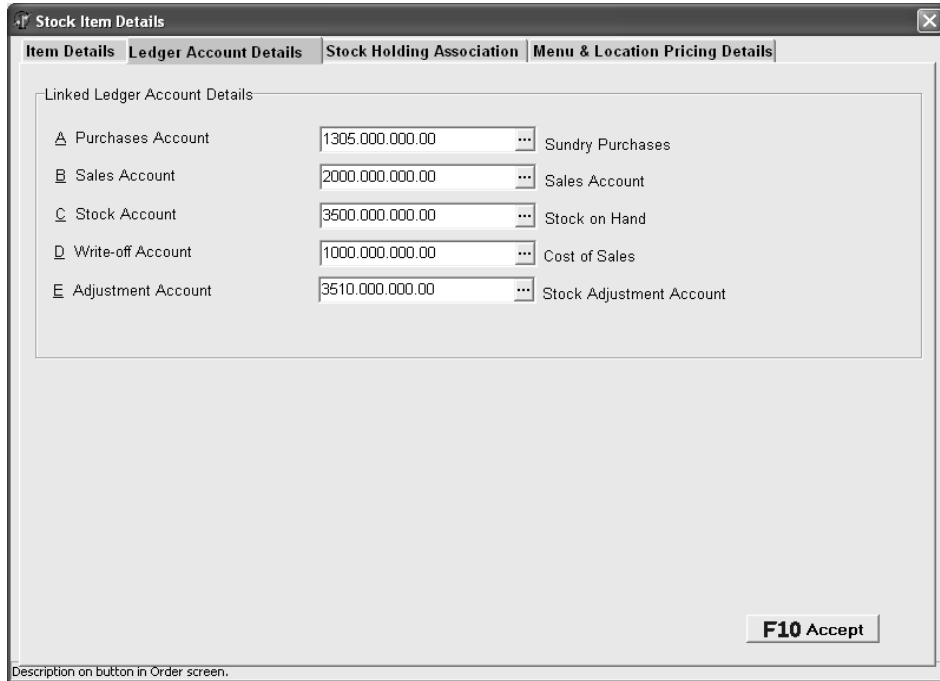 Stock Item Details
Item Details Ledger Account Details Stock Holding Association Menu & Location Pricing Details
Linked Ledger Account Details
A Purchases Account 1305.000.000.00 ... Sundry Purchases
B Sales Account 2000.000.000.00 ... Sales Account
C Stock Account 3500.000.000.00 ... Stock on Hand
D Write-off Account 1000.000.000.00 ... Cost of Sales
E Adjustment Account 3510.000.000.00 ... Stock Adjustment Account
F10 Accept
Description on button in Order screen.